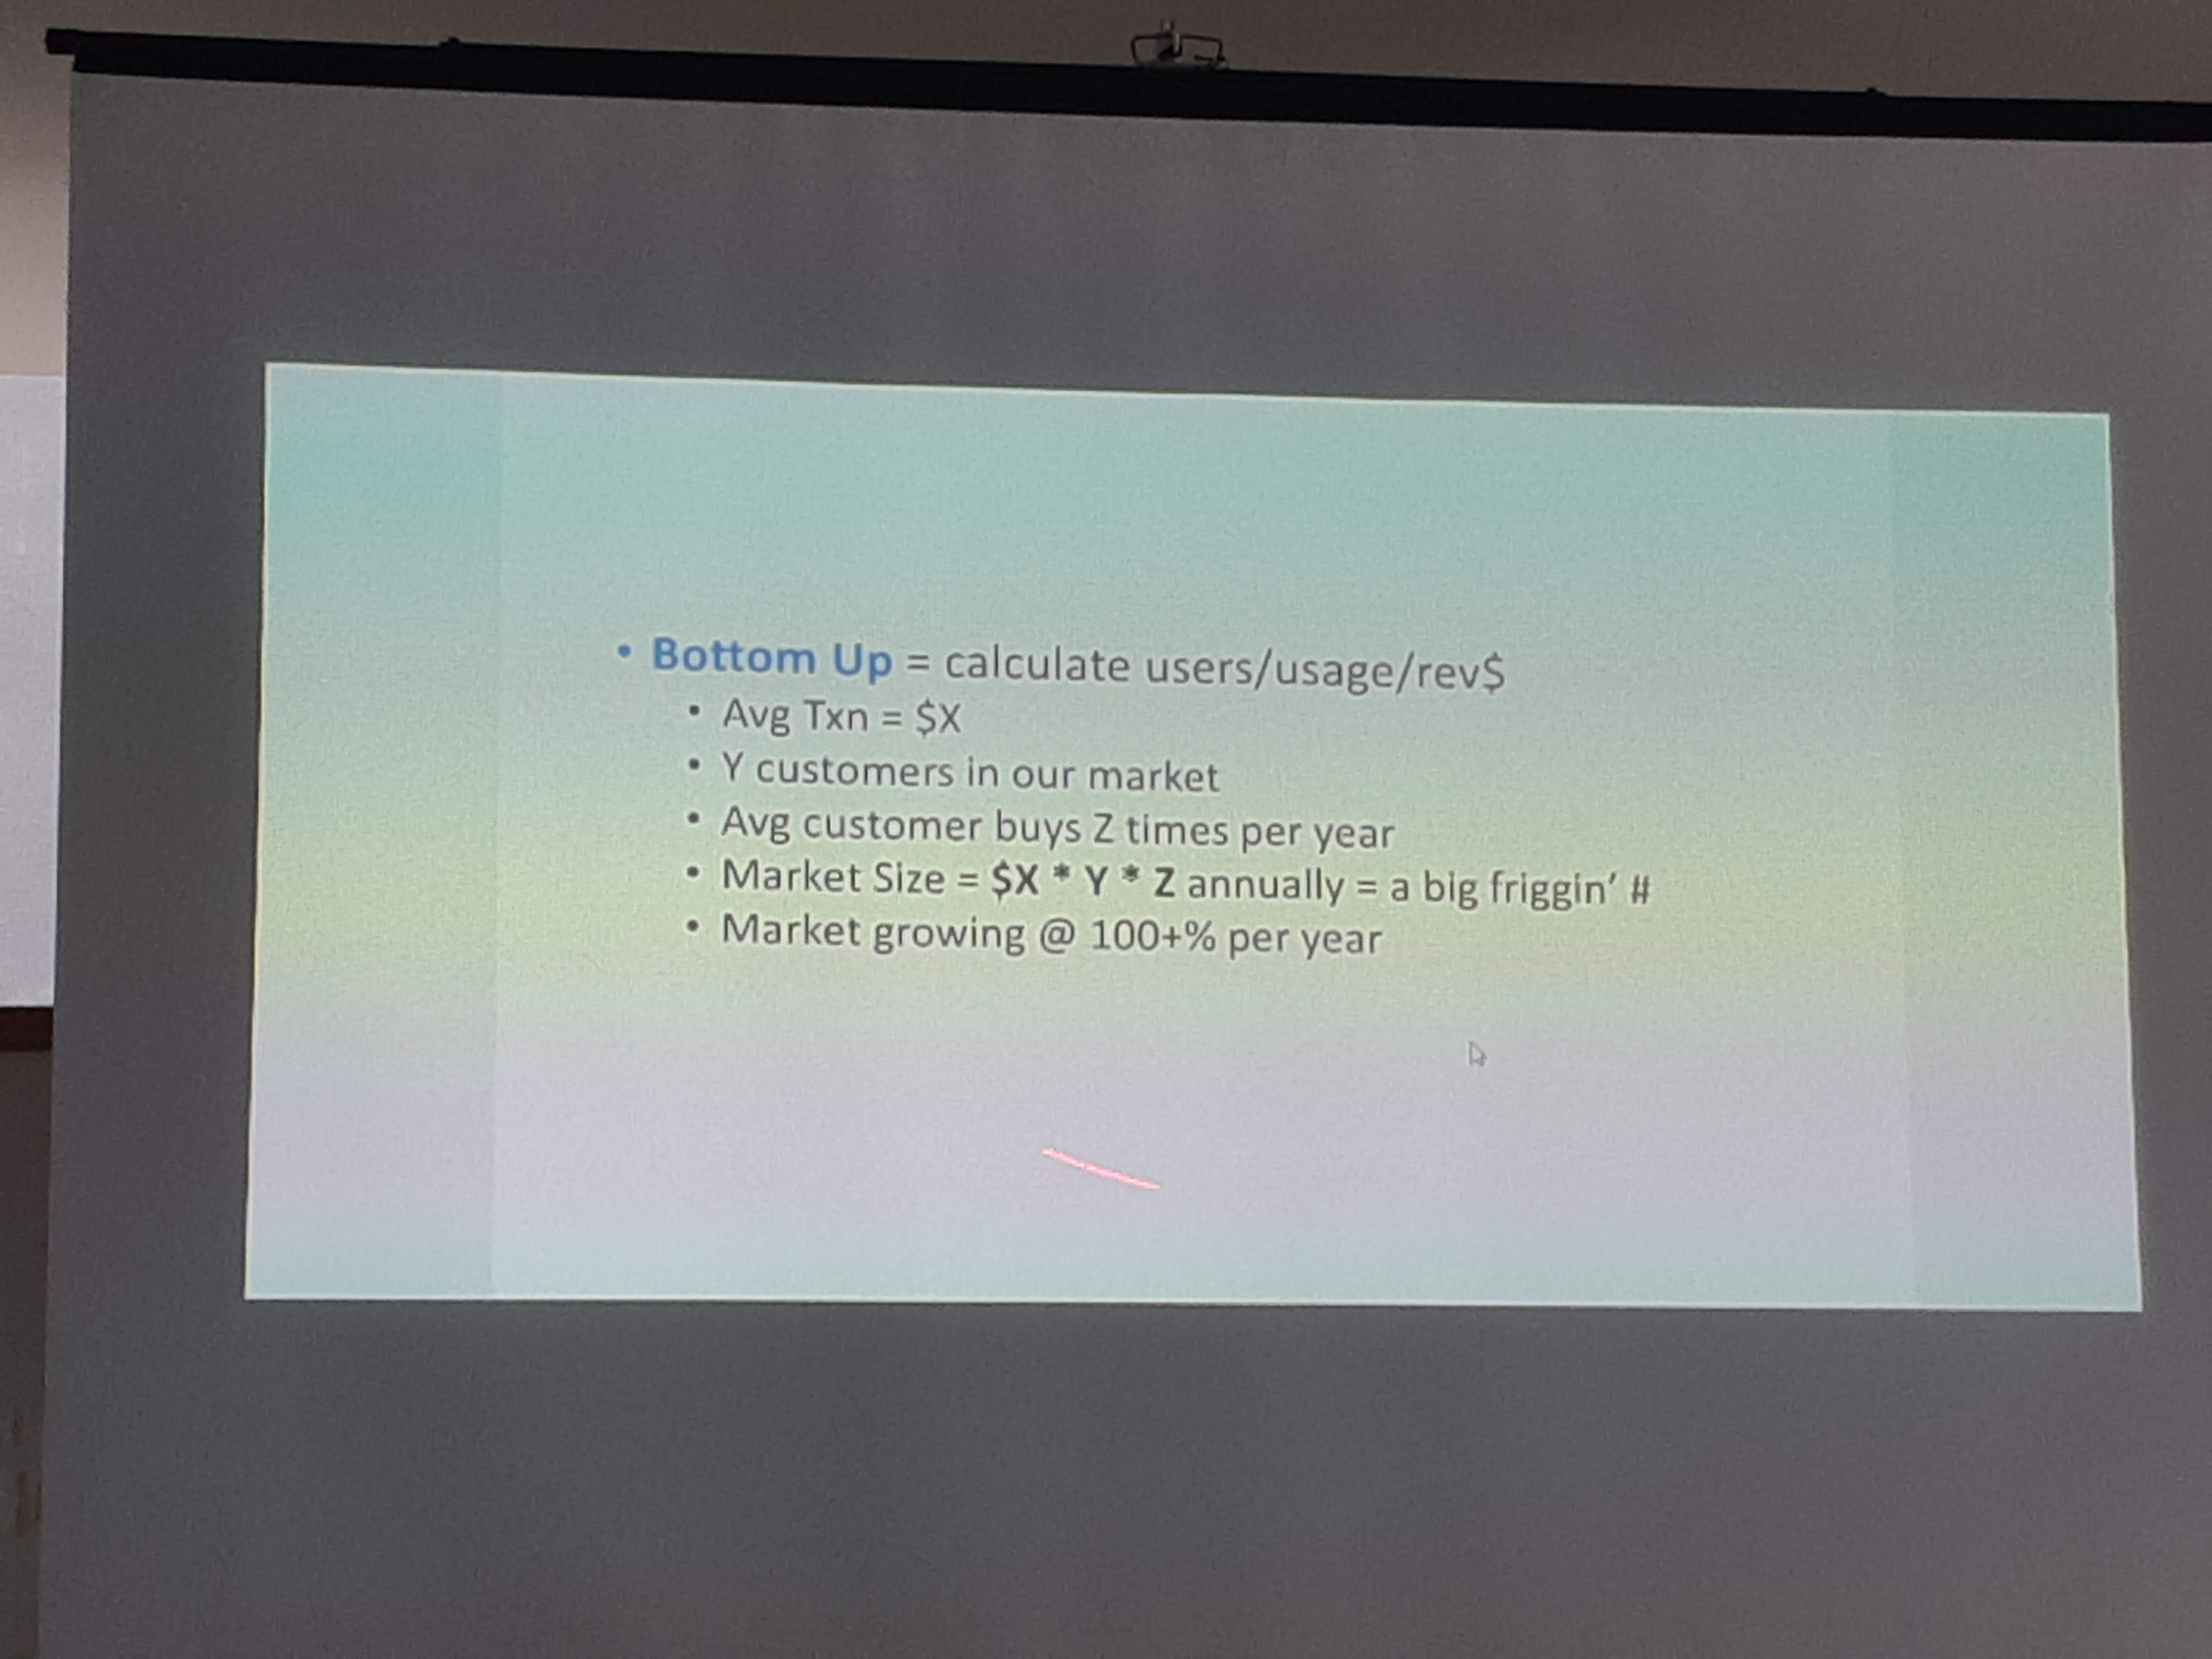 • Bottom Up = calculate users/usage/rev$
• Avg Txn = $X
• Y customers in our market
• Avg customer buys Z times per year
• Market Size = $X * Y * Z annually = a big friggin’ #
• Market growing @ 100+% per year